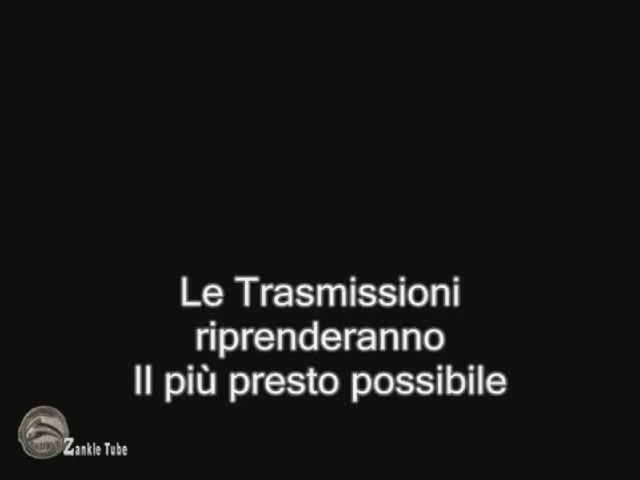 Le Trasmissioni
riprenderanno
Il più presto possibile
Zankle Tube